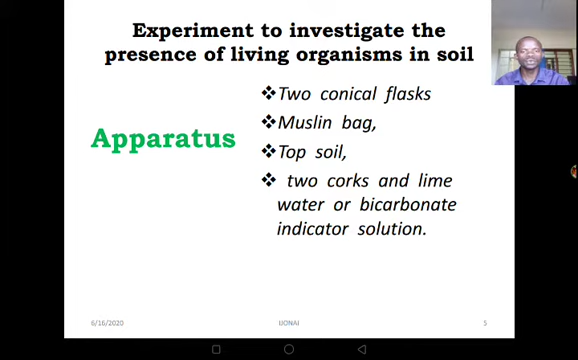 Experiment to investigate the
presence of living organisms in soil
Apparatus
❖Two conical flasks
❖Muslin bag,
❖Top soil,
❖ two corks and lime
water or bicarbonate
indicator solution.
6/16/2020
IJONAI
5